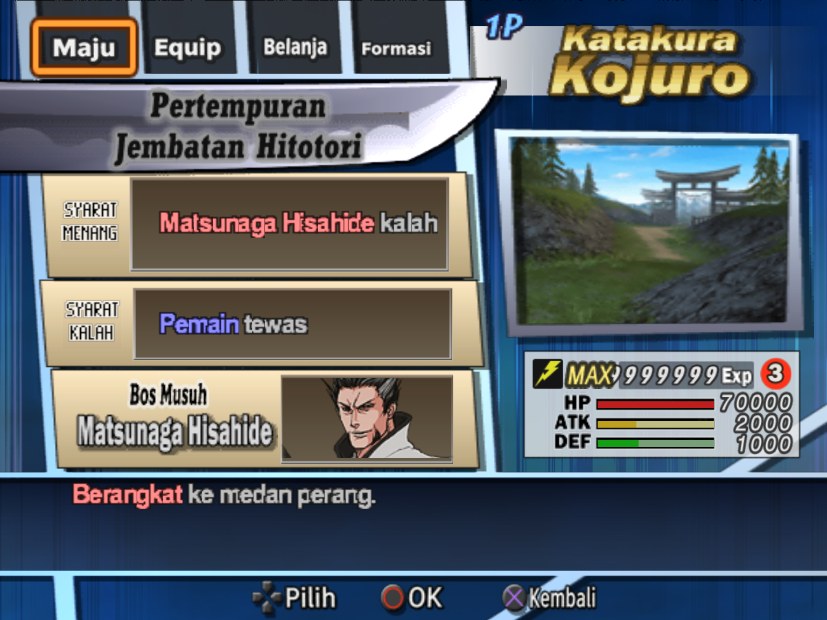 Maju
Equip
Belanja
Formasi
1P
Katakura
Kojuro
Pertempuran
Jembatan Hitotori
SYARAT
MENANG
Matsunaga Hisahide kalah
SYARAT
KALAH
Pemain tewas
Bos Musuh
Matsunaga Hisahide
MAX 999999 Exp 3
HP 70000
ATK 2000
DEF 1000
Berangkat ke medan perang.
Pilih OK Kembali